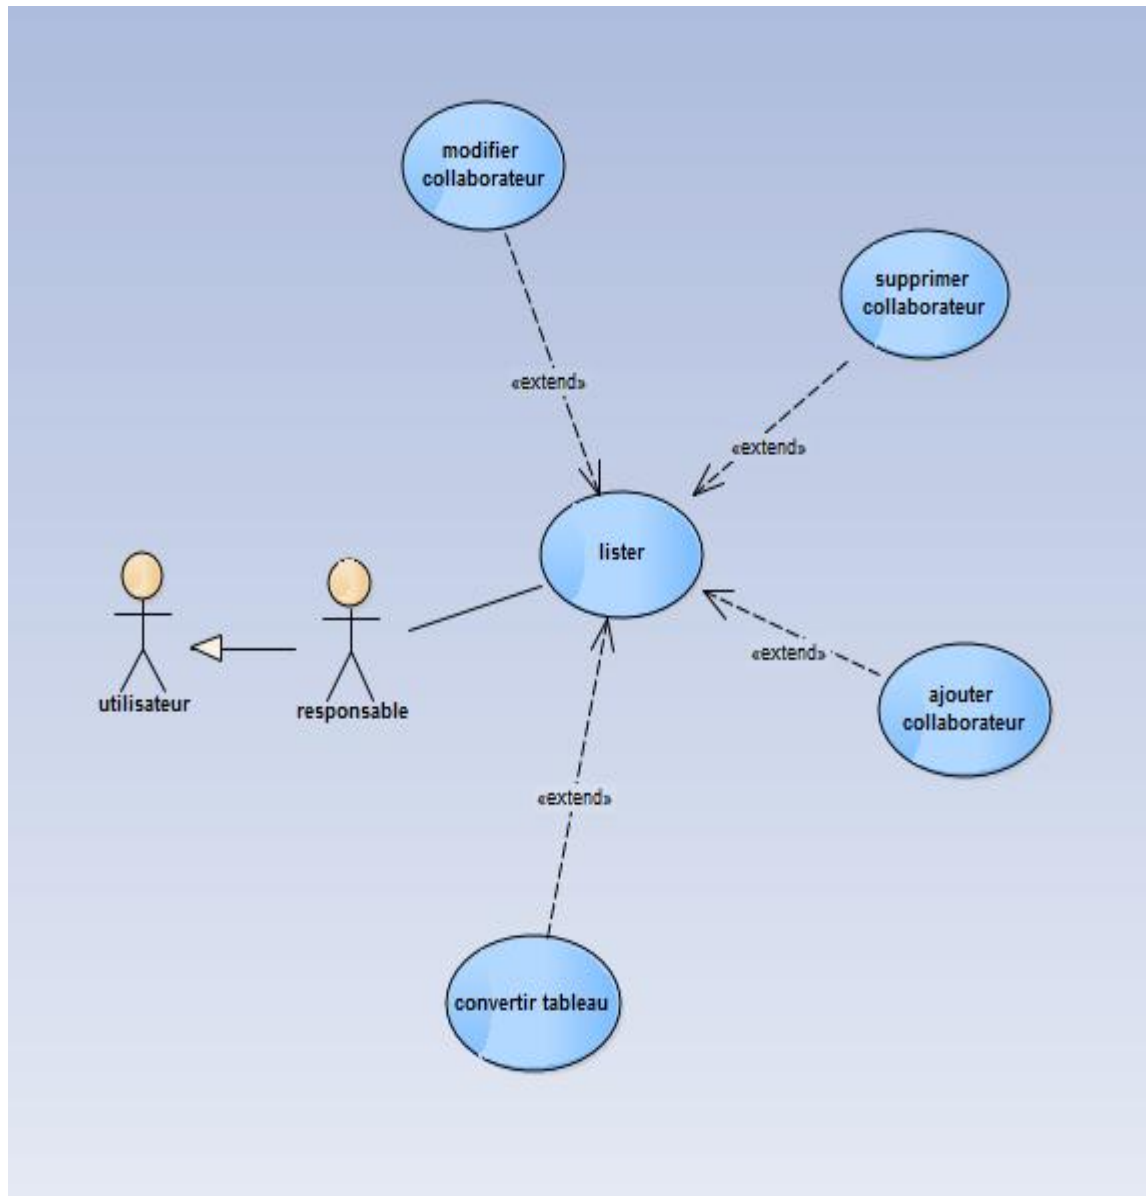 modifier
collaborateur
supprimer
collaborateur
«extend»
«extend»
lister
«extend»
ajouter
collaborateur
utilisateur
responsable
«extend»
convertir tableau